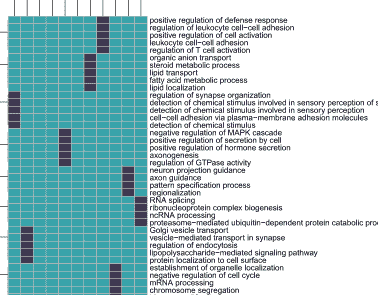 positive regulation of defense response
regulation of leukocyte cell−cell adhesion
positive regulation of cell activation
leukocyte cell−cell adhesion
regulation of T cell activation
organic anion transport
steroid metabolic process
lipid transport
fatty acid metabolic process
lipid localization
regulation of synapse organization
detection of chemical stimulus involved in sensory perception of s
detection of chemical stimulus involved in sensory perception
cell−cell adhesion via plasma−membrane adhesion molecules
detection of chemical stimulus
negative regulation of MAPK cascade
positive regulation of secretion by cell
positive regulation of hormone secretion
axonogenesis
regulation of GTPase activity
neuron projection guidance
axon guidance
pattern specification process
regionalization
RNA splicing
ribonucleoprotein complex biogenesis
ncRNA processing
proteasome−mediated ubiquitin−dependent protein catabolic proc
Golgi vesicle transport
vesicle−mediated transport in synapse
regulation of endocytosis
lipopolysaccharide−mediated signaling pathway
protein localization to cell surface
establishment of organelle localization
negative regulation of cell cycle
mRNA processing
chromosome segregation